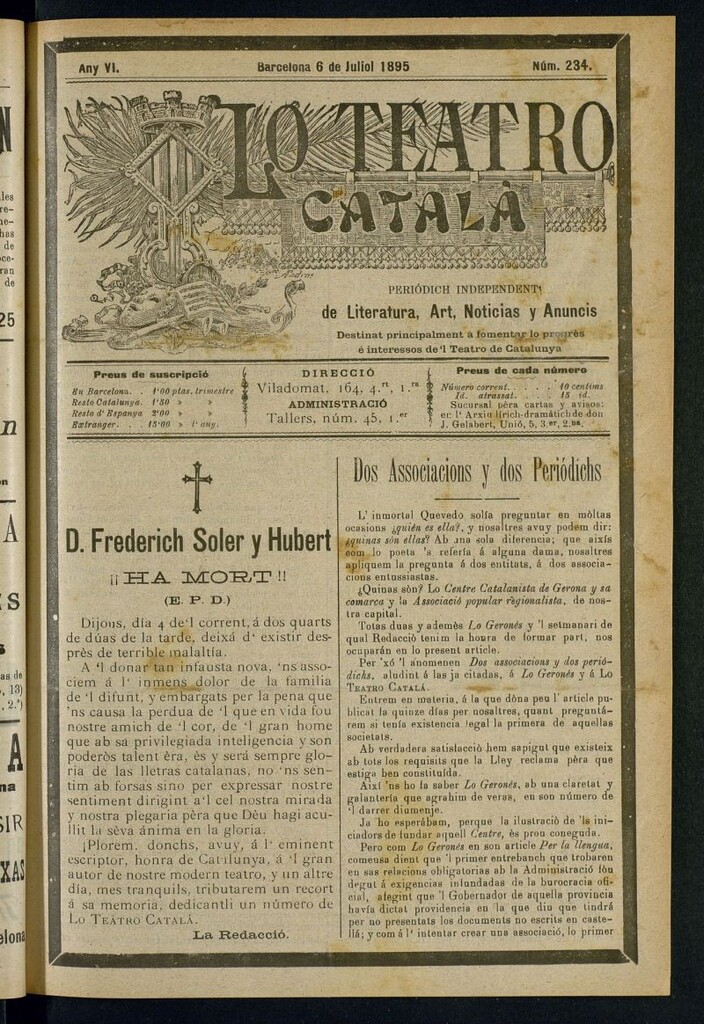 Any VI.
Barcelona 6 de Juliol 1895
Núm. 234.
LO TEATRO
CATALÀ
PERIÓDICH INDEPENDENT
de Literatura, Art, Noticias y Anuncis
Destinat principalment á fomentar lo progrés
é interessos de'l Teatro de Catalunya
Preus de suscripció
En Barcelona. . 1'00 ptas. trimestre
Resto Catalunya. 1'50 » »
Resto d' Espanya 2'00 » »
Extranger. . . 15'00 » l' any.
DIRECCIÓ
Viladomat, 164, 4.rt, 1.ra
ADMINISTRACIÓ
Tallers, núm. 45, 1.er
Preus de cada número
Número corrent. . . . . . 10 céntims
Id. atrassat. . . . . . 15 id.
Sucursal pera cartas y avisos:
en l' Arxiu lírich-dramátich de don
J. Gelabert, Unió, 5, 3.er, 2.na.
D. Frederich Soler y Hubert
¡¡HA MORT!!
(E. P. D.)
Dijous, día 4 de'l corrent, á dos quarts
de dúas de la tarde, deixá d' existir des-
prés de terrible malaltía.
A 'l donar tan infausta nova, 'ns asso-
ciem á l' inmens dolor de la familia
de 'l difunt, y embargats per la pena que
'ns causa la perdua de 'l que en vida fou
nostre amich de 'l cor, de 'l gran home
que ab sa privilegiada inteligencia y son
poderós talent éra, és y será sempre glo-
ria de las lletras catalanas, no 'ns sen-
tim ab forsas sino per expressar nostre
sentiment dirigint a'l cel nostra mirada
y nostra plegaria pèra que Dèu hagi acu-
llit la sèva ánima en la gloria.
¡Plorem, donchs, avuy, á l' eminent
escriptor, honra de Catalunya, á 'l gran
autor de nostre modern teatro, y un altre
día, mes tranquils, tributarem un recort
á sa memoria, dedicantli un número de
LO TEATRO CATALÁ.
La Redacció.
Dos Associacions y dos Periódichs
L' inmortal Quevedo solía preguntar en móltas
ocasions ¿quién es ella?, y nosaltres avuy podem dir:
¿quinas són ellas? Ab una sola diferencia; que aixís
com lo poeta 's referia á alguna dama, nosaltres
apliquem la pregunta á dos entitats, á dos associa-
cions entussiastas.
¿Quinas són? Lo Centre Catalanista de Gerona y sa
comarca y la Associació popular regionalista, de nos-
tra capital.
Totas duas y además Lo Geronés y 'l setmanari de
qual Redacció tenim la honra de formar part, nos
ocuparán en lo present article.
Per 'xó 'l anomenen Dos associacions y dos perió-
dichs, aludint á las ja citadas, á Lo Geronés y á LO
TEATRO CATALÁ.
Entrem en materia, á la que dóna peu l' article pu-
blicat fa quinze días per nosaltres, quant preguntá-
rem si tenía existencia legal la primera de aquellas
societats.
Ab verdadera satisfacció hem sapigut que existeix
ab tots los requisits que la Lley reclama pèra que
estiga ben constituida.
Aixi 'ns ho fa saber Lo Geronés, ab una claretat y
galantería que agrahim de veras, en son número de
'l darrer diumenje.
Ja ho esperábam, perque la ilustració de 'ls ini-
ciadors de fundar aquell Centre, ès prou coneguda.
Pero com Lo Geronés en son article Per la llengua,
comensa dient que 'l primer entrebanch que trobaren
en sas relacions obligatorias ab la Administració fou
degut á exigencias infundadas de la burocracia ofi-
cial, afegint que 'l Gobernador de aquella provincia
havía dictat providencia en la que diu que tindrá
per no presentats los documents no escrits en caste-
llá; y com á l' intentar crear una associació, lo primer